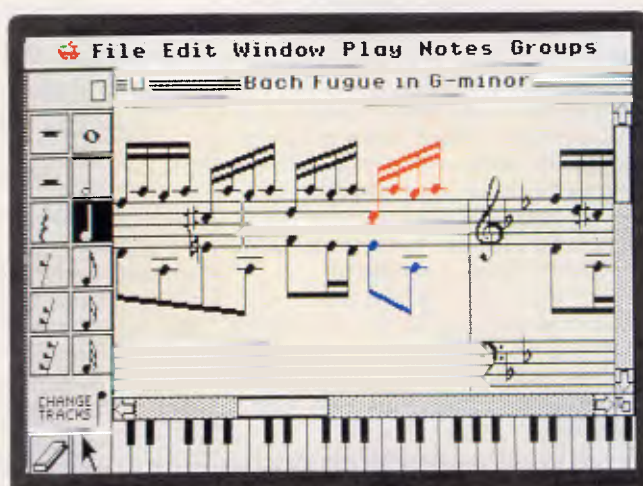 File Edit Window Play Notes Groups
Bach Fugue in G-minor
CHANGE
TRACKS